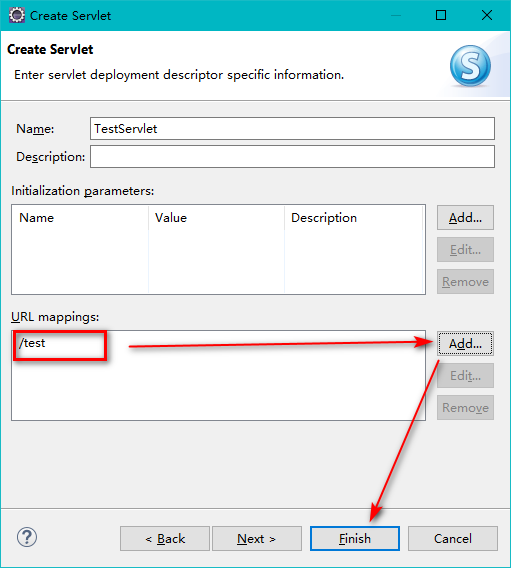 Create Servlet
Create Servlet
Enter servlet deployment descriptor specific information.
S
Name: TestServlet
Description:
Initialization parameters:
Name Value Description
Add...
Edit...
Remove
URL mappings:
/test
Add...
Edit...
Remove
? < Back Next > Finish Cancel